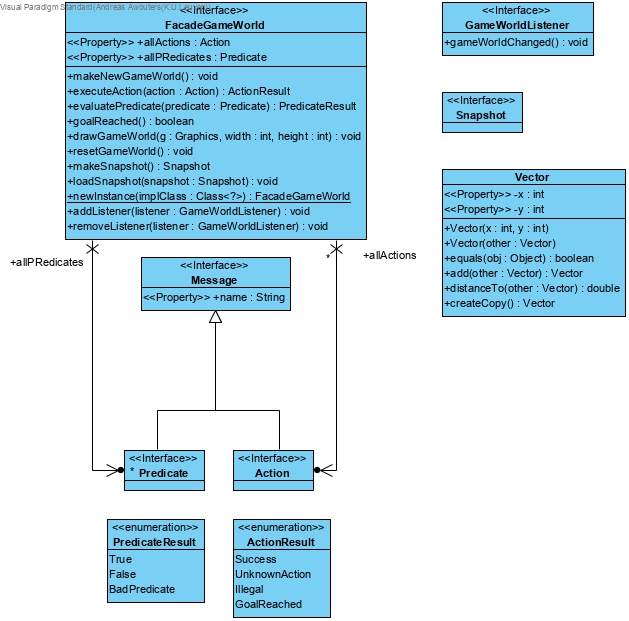 Visual Paradigm Standard(Andreas Awouters(K.U.
<<Interface>>
FacadeGameWorld
<<Property>> +allActions : Action
<<Property>> +allPRedicates : Predicate
+makeNewGameWorld() : void
+executeAction(action : Action) : ActionResult
+evaluatePredicate(predicate : Predicate) : PredicateResult
+goalReached() : boolean
+drawGameWorld(g : Graphics, width : int, height : int) : void
+resetGameWorld() : void
+makeSnapshot() : Snapshot
+loadSnapshot(snapshot : Snapshot) : void
+newInstance(implClass : Class<?>) : FacadeGameWorld
+addListener(listener : GameWorldListener) : void
+removeListener(listener : GameWorldListener) : void
<<Interface>>
GameWorldListener
+gameWorldChanged() : void
<<Interface>>
Snapshot
Vector
<<Property>> -x : int
<<Property>> -y : int
+Vector(x : int, y : int)
+Vector(other : Vector)
+equals(obj : Object) : boolean
+add(other : Vector) : Vector
+distanceTo(other : Vector) : double
+createCopy() : Vector
+allPRedicates
*
+allActions
<<Interface>>
Message
<<Property>> +name : String
<<Interface>>
* Predicate
<<Interface>>
Action
<<enumeration>>
PredicateResult
True
False
BadPredicate
<<enumeration>>
ActionResult
Success
UnknownAction
Illegal
GoalReached